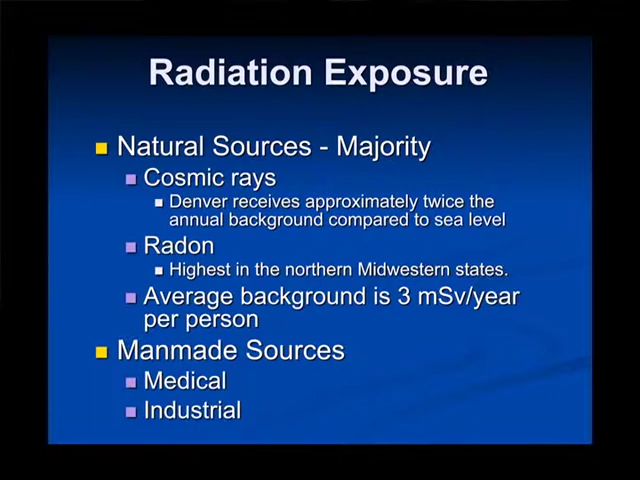 Radiation Exposure
Natural Sources - Majority
Cosmic rays
Denver receives approximately twice the
annual background compared to sea level
Radon
Highest in the northern Midwestern states.
Average background is 3 mSv/year
per person
Manmade Sources
Medical
Industrial